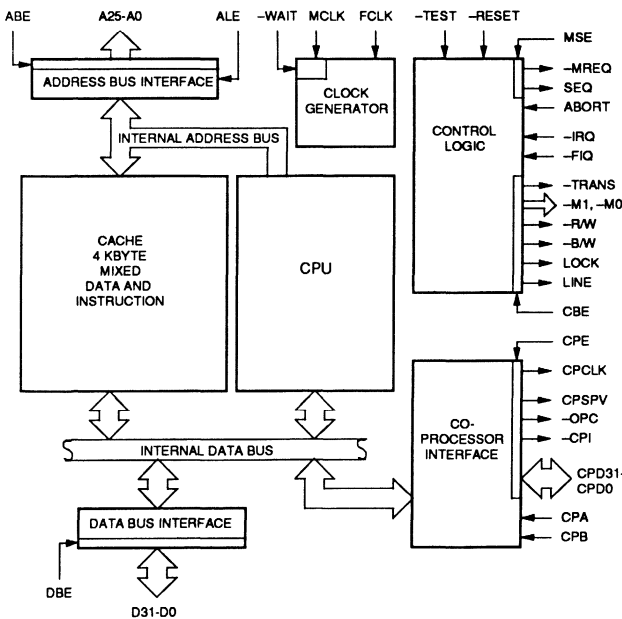 ABE
A25-A0
ALE
–WAIT
MCLK
FCLK
–TEST
–RESET
ADDRESS BUS INTERFACE
CLOCK
GENERATOR
INTERNAL ADDRESS BUS
CONTROL
LOGIC
MSE
–MREQ
SEQ
ABORT
–IRQ
–FIQ
–TRANS
–M1, –M0
–R/W
–B/W
LOCK
LINE
CBE
CACHE
4 KBYTE
MIXED
DATA AND
INSTRUCTION
CPU
CPE
CPCLK
CPSPV
–OPC
–CPI
CPD31-
CPD0
CPA
CPB
CO-
PROCESSOR
INTERFACE
INTERNAL DATA BUS
DATA BUS INTERFACE
DBE
D31-D0